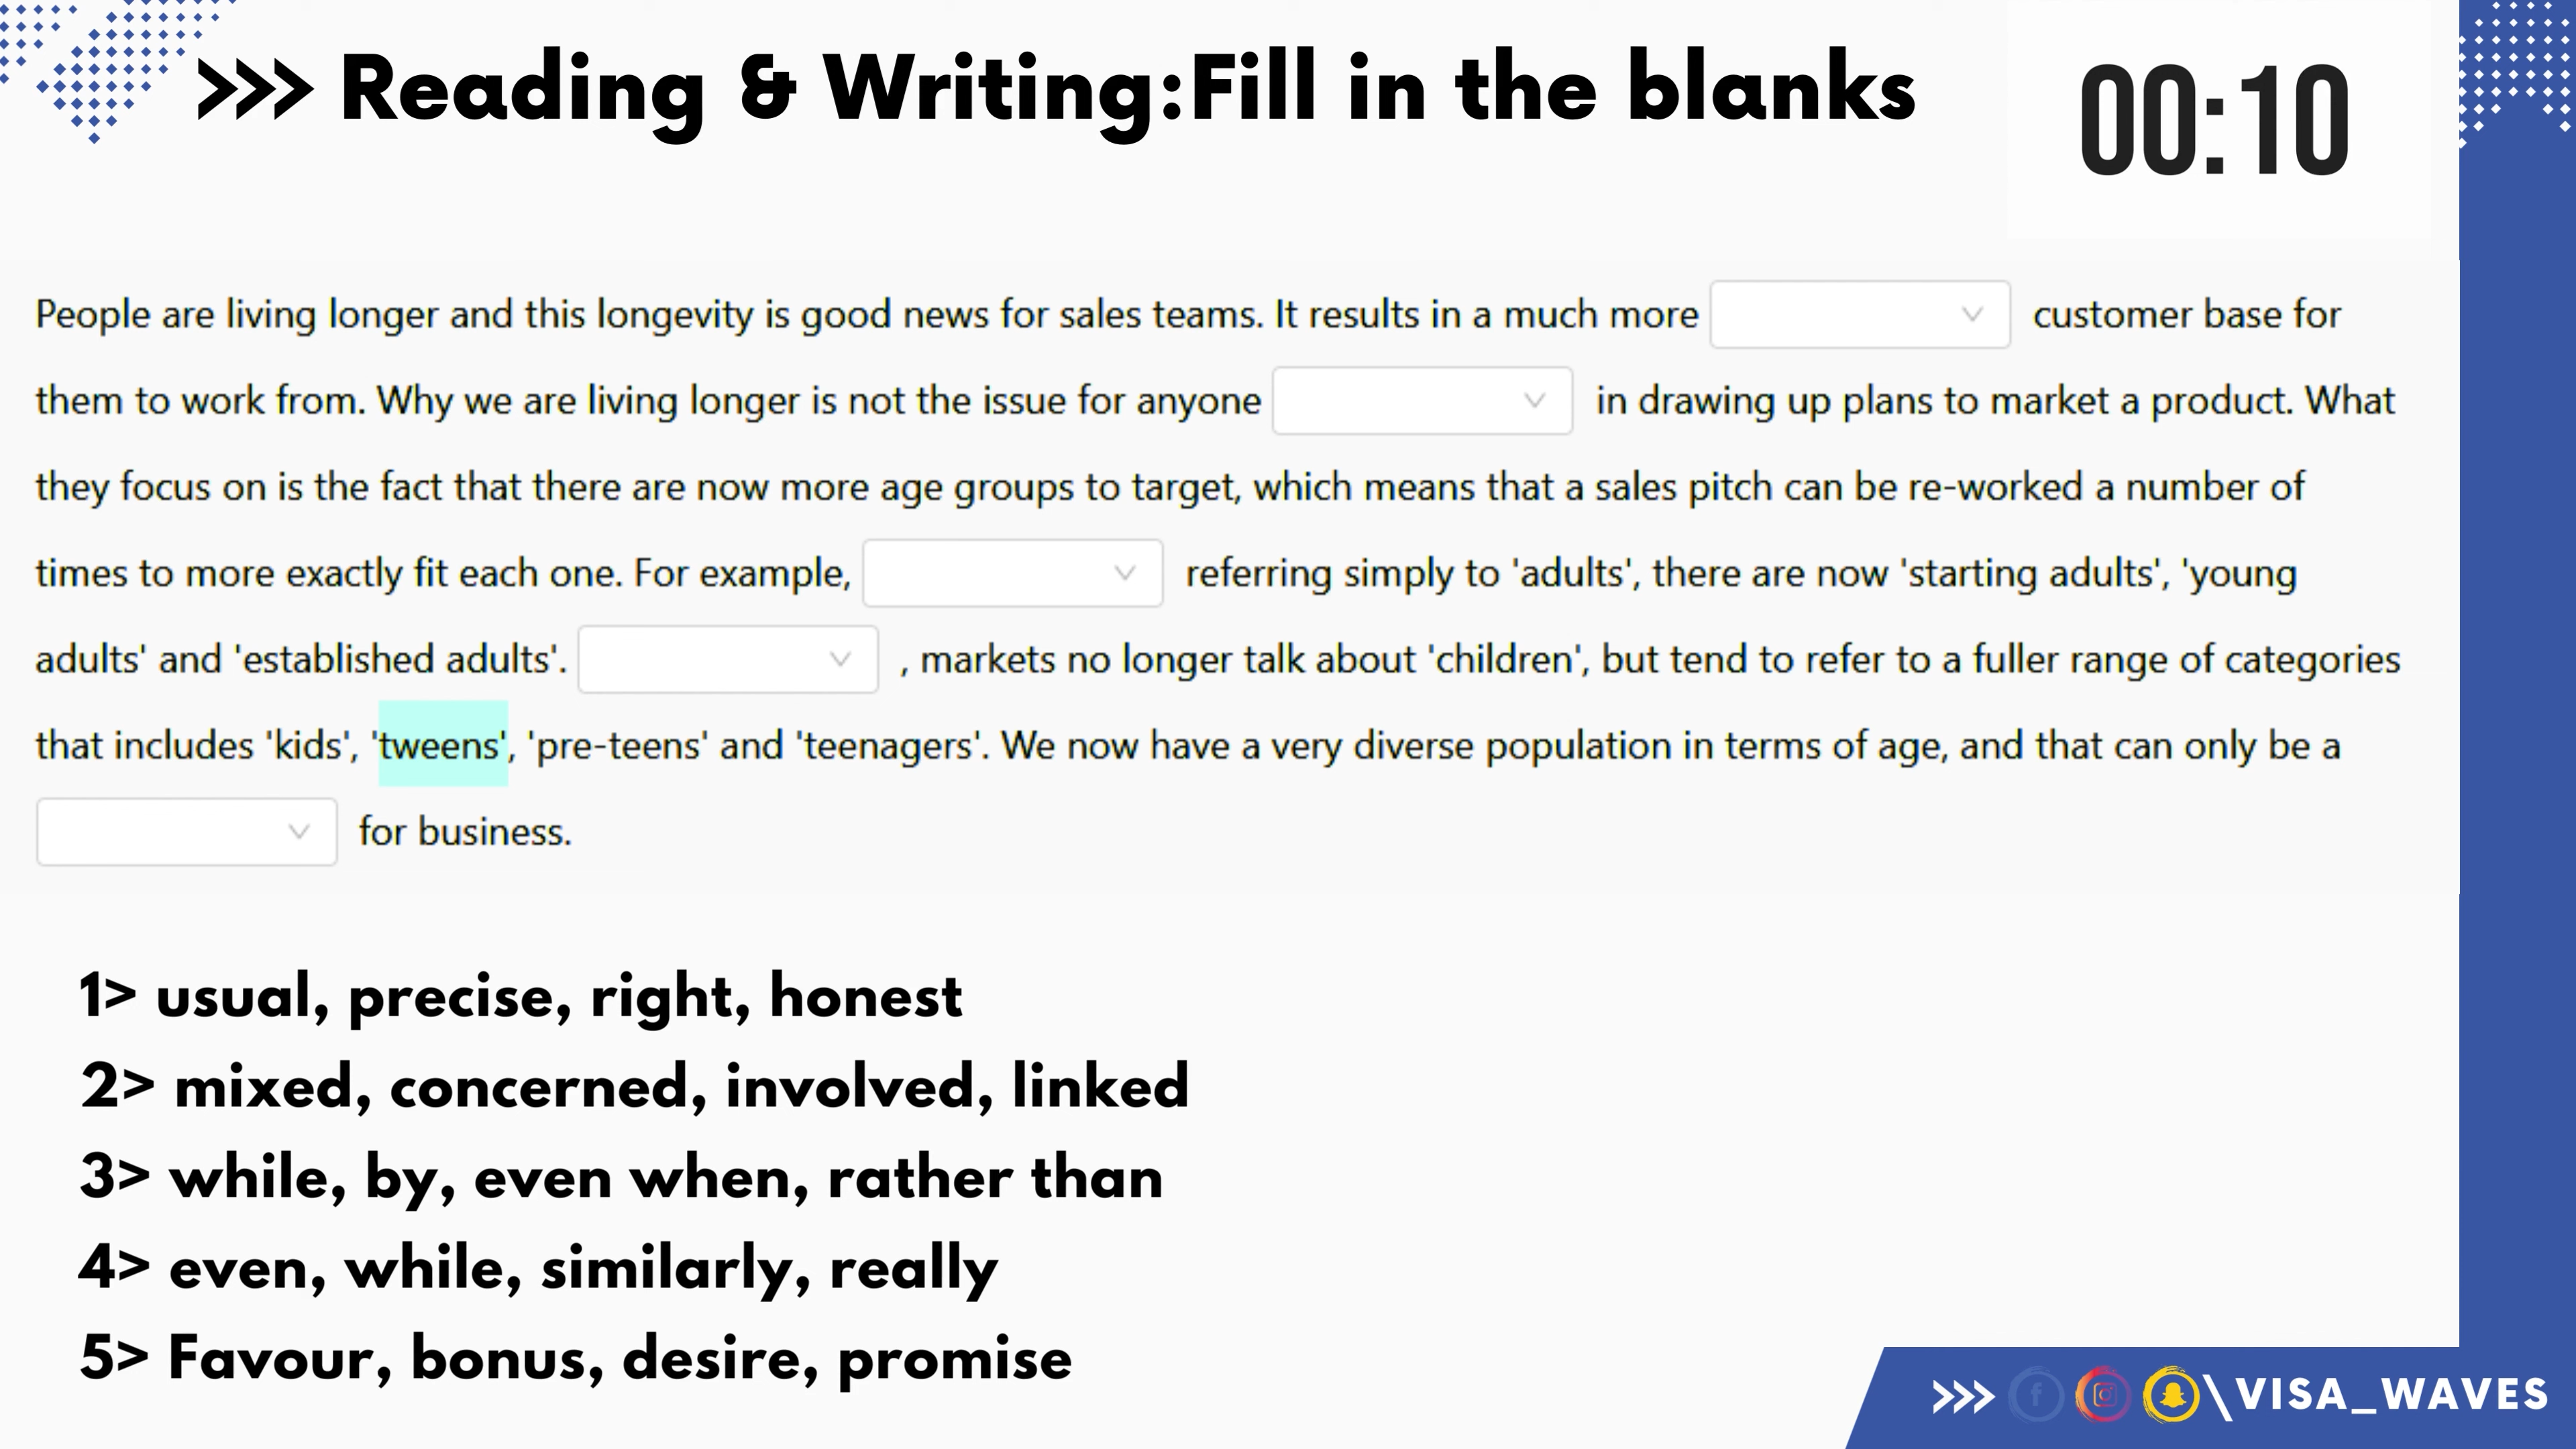 >>> Reading & Writing:Fill in the blanks
00:10
People are living longer and this longevity is good news for sales teams. It results in a much more customer base for
them to work from. Why we are living longer is not the issue for anyone in drawing up plans to market a product. What
they focus on is the fact that there are now more age groups to target, which means that a sales pitch can be re-worked a number of
times to more exactly fit each one. For example, referring simply to 'adults', there are now 'starting adults', 'young
adults' and 'established adults'. , markets no longer talk about 'children', but tend to refer to a fuller range of categories
that includes 'kids', 'tweens', 'pre-teens' and 'teenagers'. We now have a very diverse population in terms of age, and that can only be a
for business.
1> usual, precise, right, honest
2> mixed, concerned, involved, linked
3> while, by, even when, rather than
4> even, while, similarly, really
5> Favour, bonus, desire, promise
>>> \VISA_WAVES